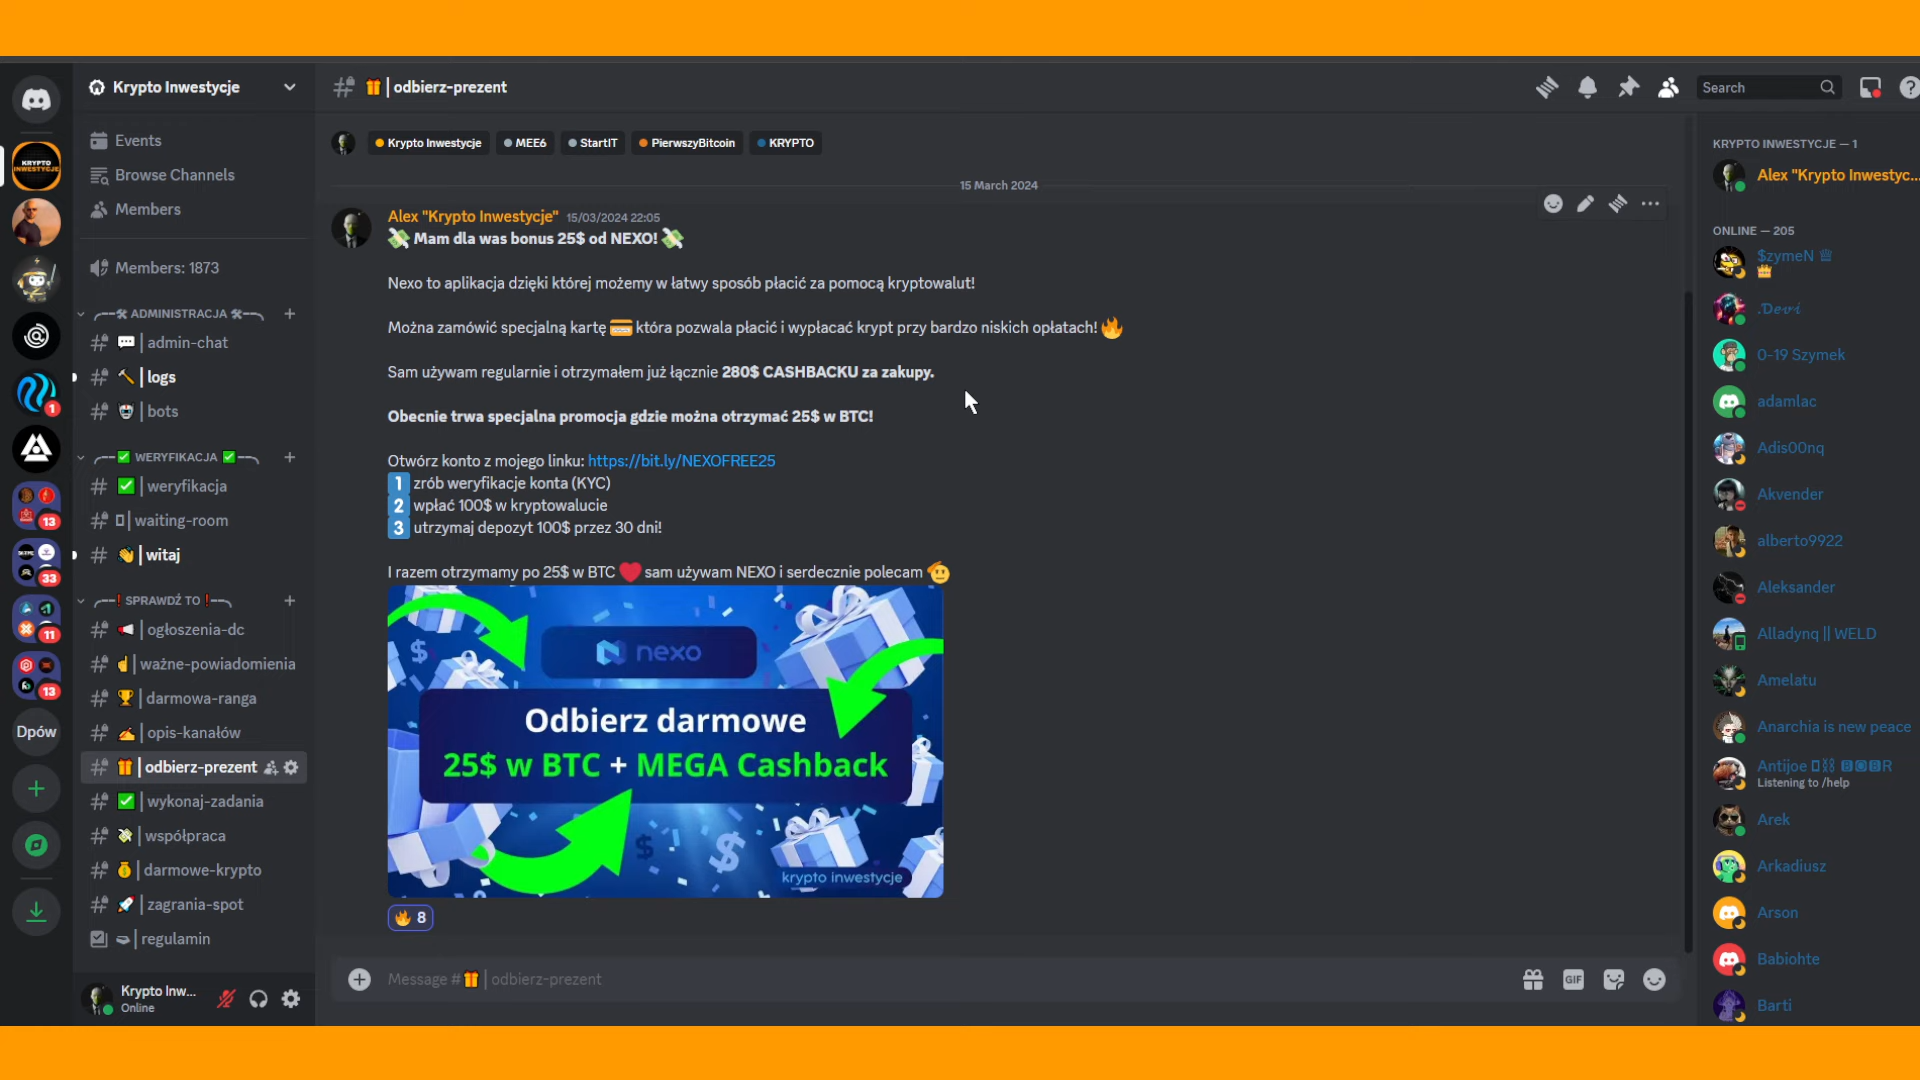 Krypto Inwestycje
Events
Browse Channels
Members
Members: 1873
ADMINISTRACJA
admin-chat
logs
bots
WERYFIKACJA
weryfikacja
waiting-room
witaj
SPRAWDŹ TO
ogłoszenia-dc
ważne-powiadomienia
darmowa-ranga
opis-kanałów
odbierz-prezent
wykonaj-zadania
współpraca
darmowe-krypto
zagrania-spot
regulamin
Krypto Inw...
Online
KRYPTO INWESTYCJE
1
13
33
11
13
Dpów
odbierz-prezent
Search
Krypto Inwestycje MEE6 StartIT PierwszyBitcoin KRYPTO
15 March 2024
Alex "Krypto Inwestycje" 15/03/2024 22:05
💸 Mam dla was bonus 25$ od NEXO! 💸
Nexo to aplikacja dzięki której możemy w łatwy sposób płacić za pomocą kryptowalut!
Można zamówić specjalną kartę 💳 która pozwala płacić i wypłacać krypt przy bardzo niskich opłatach! 🔥
Sam używam regularnie i otrzymałem już łącznie 280$ CASHBACKU za zakupy.
Obecnie trwa specjalna promocja gdzie można otrzymać 25$ w BTC!
Otwórz konto z mojego linku: https://bit.ly/NEXOFREE25
1 zrób weryfikacje konta (KYC)
2 wpłać 100$ w kryptowalucie
3 utrzymaj depozyt 100$ przez 30 dni!
I razem otrzymamy po 25$ w BTC ❤️ sam używam NEXO i serdecznie polecam 🫡
nexo
Odbierz darmowe
25$ w BTC + MEGA Cashback
krypto inwestycje
🔥 8
Message # 🎁 | odbierz-prezent
GIF
KRYPTO INWESTYCJE — 1
Alex "Krypto Inwestyc...
ONLINE — 205
$zymeN ♕
.𝓓𝓮𝓿𝓲
0-19 Szymek
adamlac
Adis00nq
Akvender
alberto9922
Aleksander
Alladynq || WELD
Amelatu
Anarchia is new peace
Antijoe
Listening to /help
Arek
Arkadiusz
Arson
Babiohte
Barti